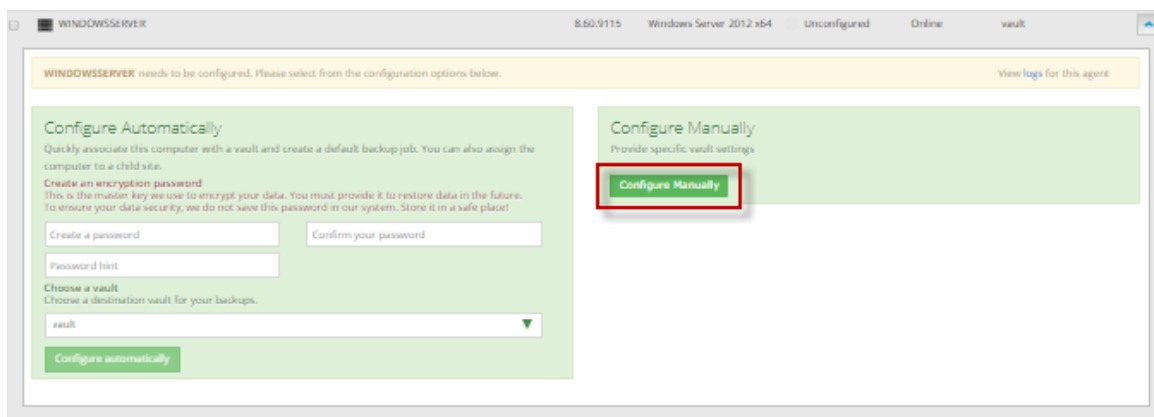 WINDOWSSERVER 8.60.9115 Windows Server 2012 x64 Unconfigured Online vault
WINDOWSSERVER needs to be configured. Please select from the configuration options below. View logs for this agent
Configure Automatically
Quickly associate this computer with a vault and create a default backup job. You can also assign the
computer to a child site.
Create an encryption password
This is the master key we use to encrypt your data. You must provide it to restore data in the future.
To ensure your data security, we do not save this password in our system. Store it in a safe place!
Create a password Confirm your password
Password hint
Choose a vault
Choose a destination vault for your backups.
vault
Configure automatically
Configure Manually
Provide specific vault settings
Configure Manually